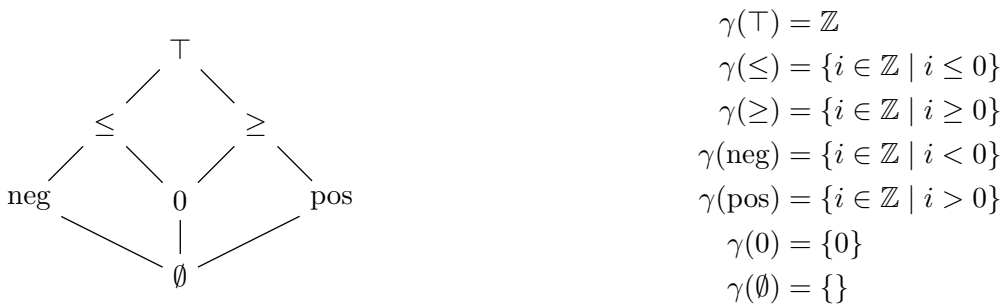 ⊤
≤ ≥
neg 0 pos
∅
γ(⊤) = ℤ
γ(≤) = {i ∈ ℤ | i ≤ 0}
γ(≥) = {i ∈ ℤ | i ≥ 0}
γ(neg) = {i ∈ ℤ | i < 0}
γ(pos) = {i ∈ ℤ | i > 0}
γ(0) = {0}
γ(∅) = {}